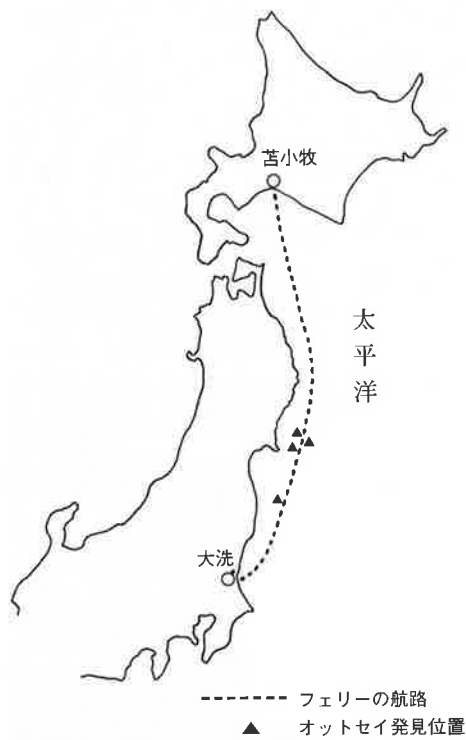 苫小牧
太平洋
大洗
フェリーの航路
オットセイ発見位置